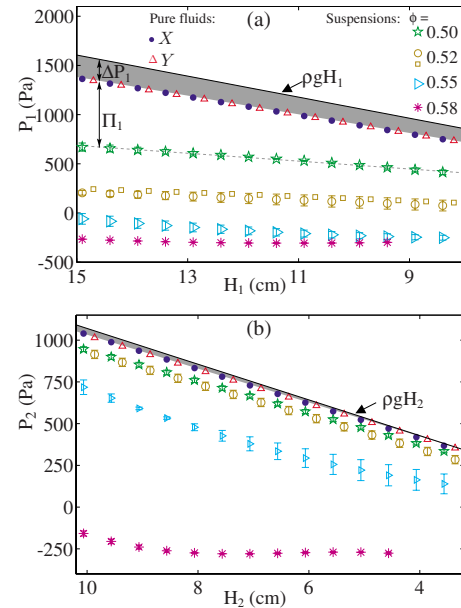 Pure fluids: (a) Suspensions: ϕ =
X
Y
0.50
0.52
0.55
0.58
ΔP₁
Π₁
ρgH₁
P₁ (Pa)
2000
1500
1000
500
0
-500
15 13 11 9
H₁ (cm)
(b)
ρgH₂
P₂ (Pa)
1000
750
500
250
0
-250
10 8 6 4
H₂ (cm)